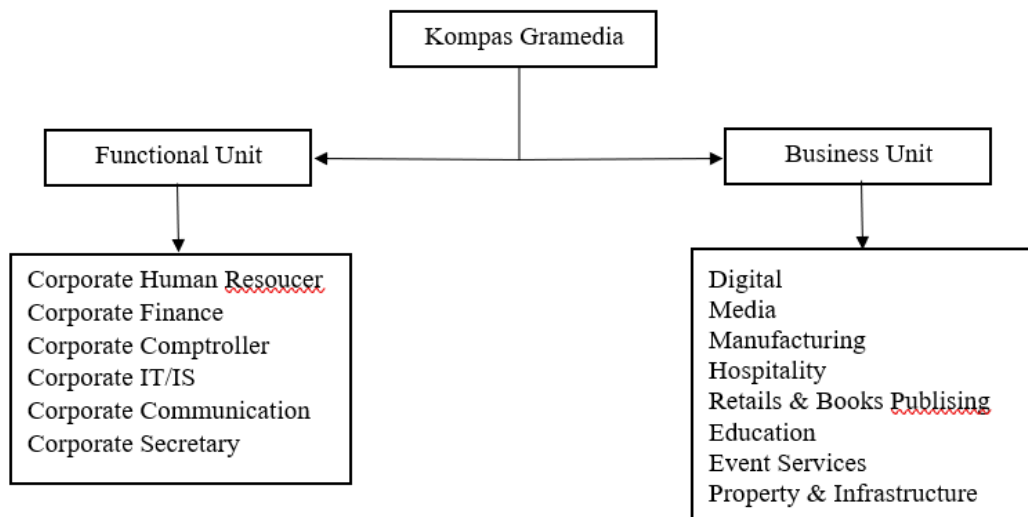 Kompas Gramedia
Functional Unit
Business Unit
Corporate Human Resoucer
Corporate Finance
Corporate Comptroller
Corporate IT/IS
Corporate Communication
Corporate Secretary
Digital
Media
Manufacturing
Hospitality
Retails & Books Publising
Education
Event Services
Property & Infrastructure